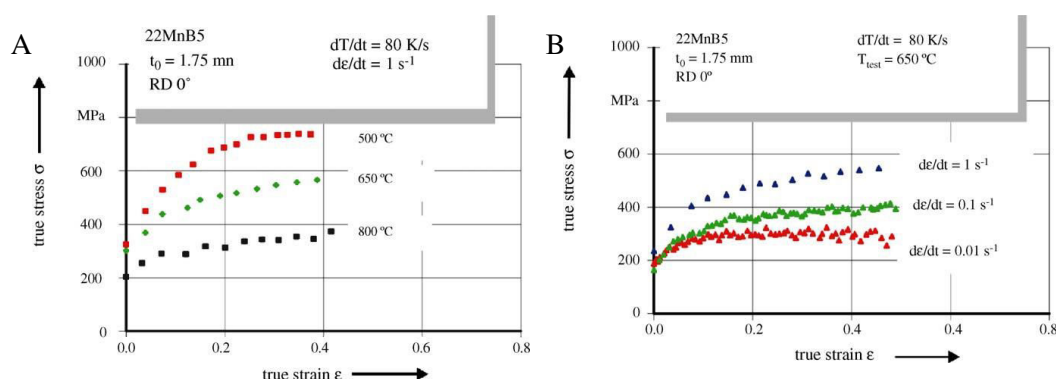 A
22MnB5
t₀ = 1.75 mn
RD 0°
dT/dt = 80 K/s
dε/dt = 1 s⁻¹
1000
MPa
600
400
200
0
true stress σ
500 ºC
650 ºC
800 ºC
0.0 0.2 0.4 0.6 0.8
true strain ε
B
22MnB5
t₀ = 1.75 mm
RD 0º
dT/dt = 80 K/s
T_test = 650 ºC
1000
MPa
600
400
200
0
true stress σ
dε/dt = 1 s⁻¹
dε/dt = 0.1 s⁻¹
dε/dt = 0.01 s⁻¹
0.0 0.2 0.4 0.6 0.8
true strain ε